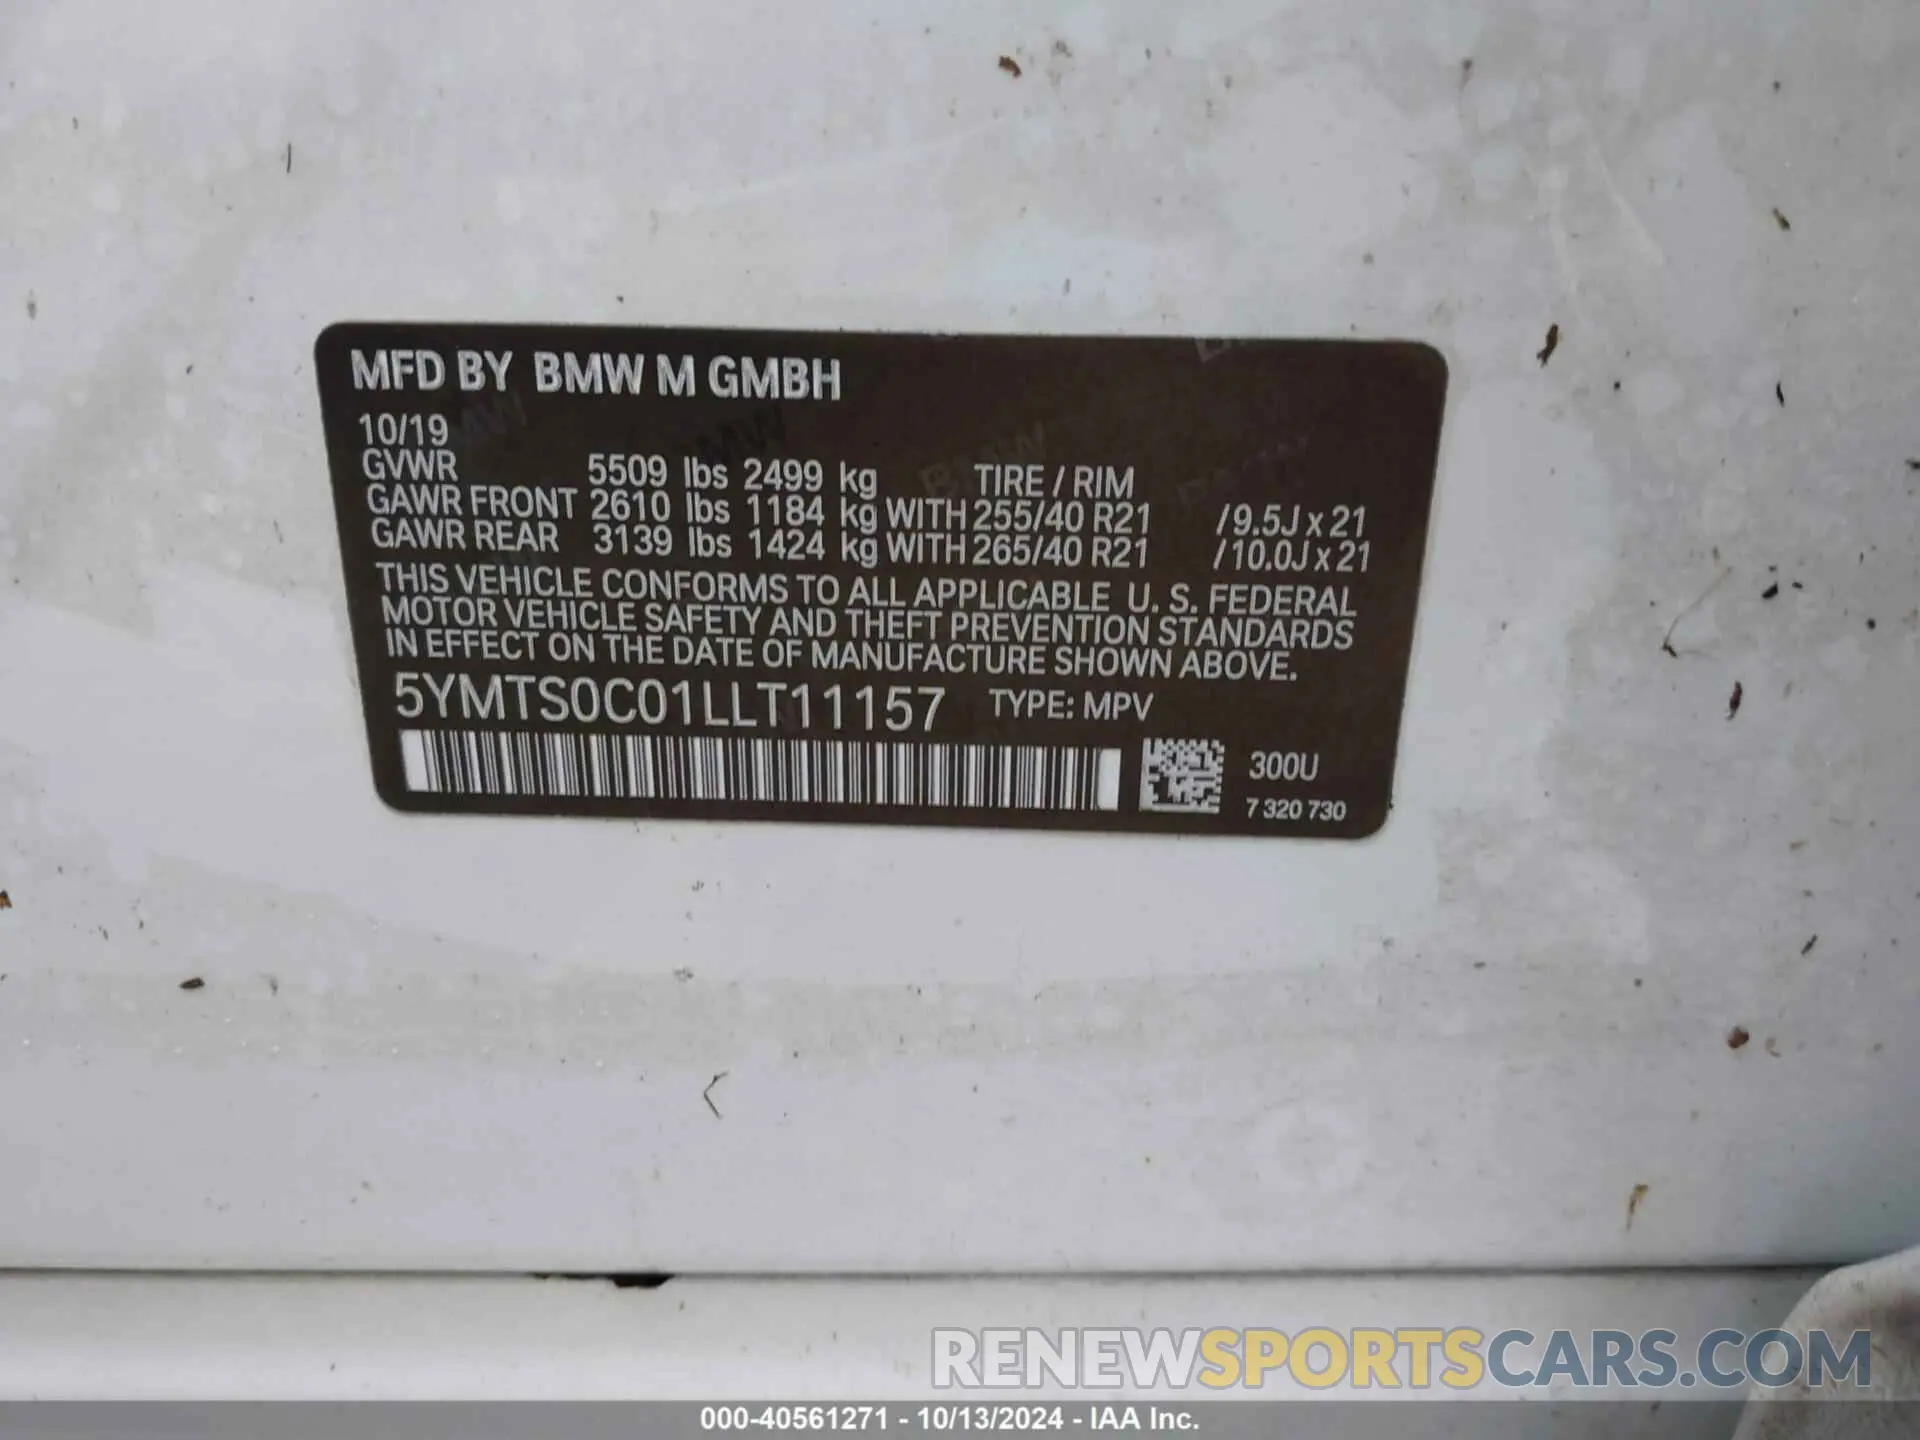 MFD BY BMW M GMBH
10/19
GVWR 5509 lbs 2499 kg TIRE / RIM
GAWR FRONT 2610 lbs 1184 kg WITH 255/40 R21 /9.5J x 21
GAWR REAR 3139 lbs 1424 kg WITH 265/40 R21 /10.0J x 21
THIS VEHICLE CONFORMS TO ALL APPLICABLE U. S. FEDERAL
MOTOR VEHICLE SAFETY AND THEFT PREVENTION STANDARDS
IN EFFECT ON THE DATE OF MANUFACTURE SHOWN ABOVE.
5YMTS0C01LLT11157 TYPE: MPV
300U
7 320 730
RENEWSPORTSCARS.COM
000-40561271 - 10/13/2024 - IAA Inc.